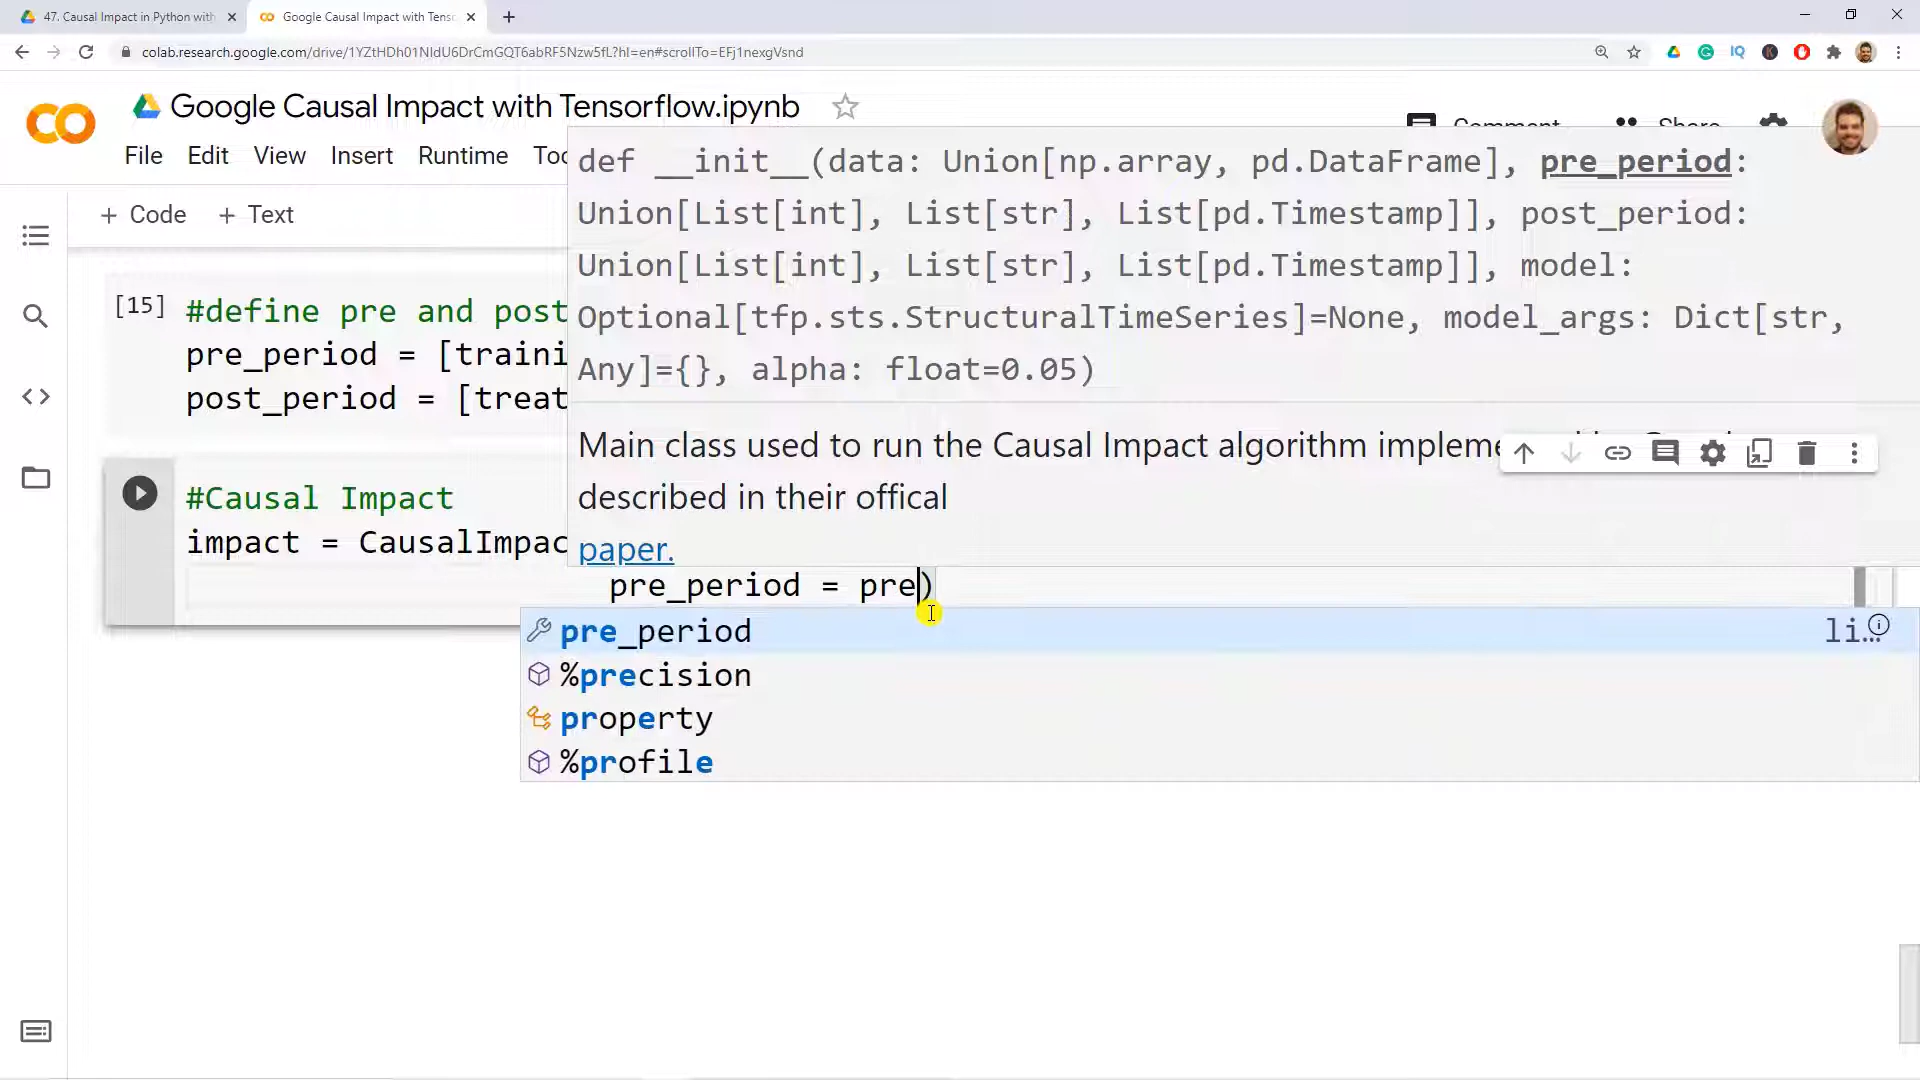 47. Causal Impact in Python with
Google Causal Impact with Tenso
colab.research.google.com/drive/1YZtHDh01NIdU6DrCmGQT6abRF5Nzw5fL?hl=en#scrollTo=EFj1nexgVsnd
Google Causal Impact with Tensorflow.ipynb
Comment
Share
File Edit View Insert Runtime Too
+ Code + Text
def __init__(data: Union[np.array, pd.DataFrame], pre_period:
Union[List[int], List[str], List[pd.Timestamp]], post_period:
Union[List[int], List[str], List[pd.Timestamp]], model:
Optional[tfp.sts.StructuralTimeSeries]=None, model_args: Dict[str,
Any]={}, alpha: float=0.05)
Main class used to run the Causal Impact algorithm impleme
described in their offical
paper.
[15] #define pre and post
pre_period = [traini
post_period = [treat
#Causal Impact
impact = CausalImpac
pre_period = pre)
pre_period li…
%precision
property
%profile